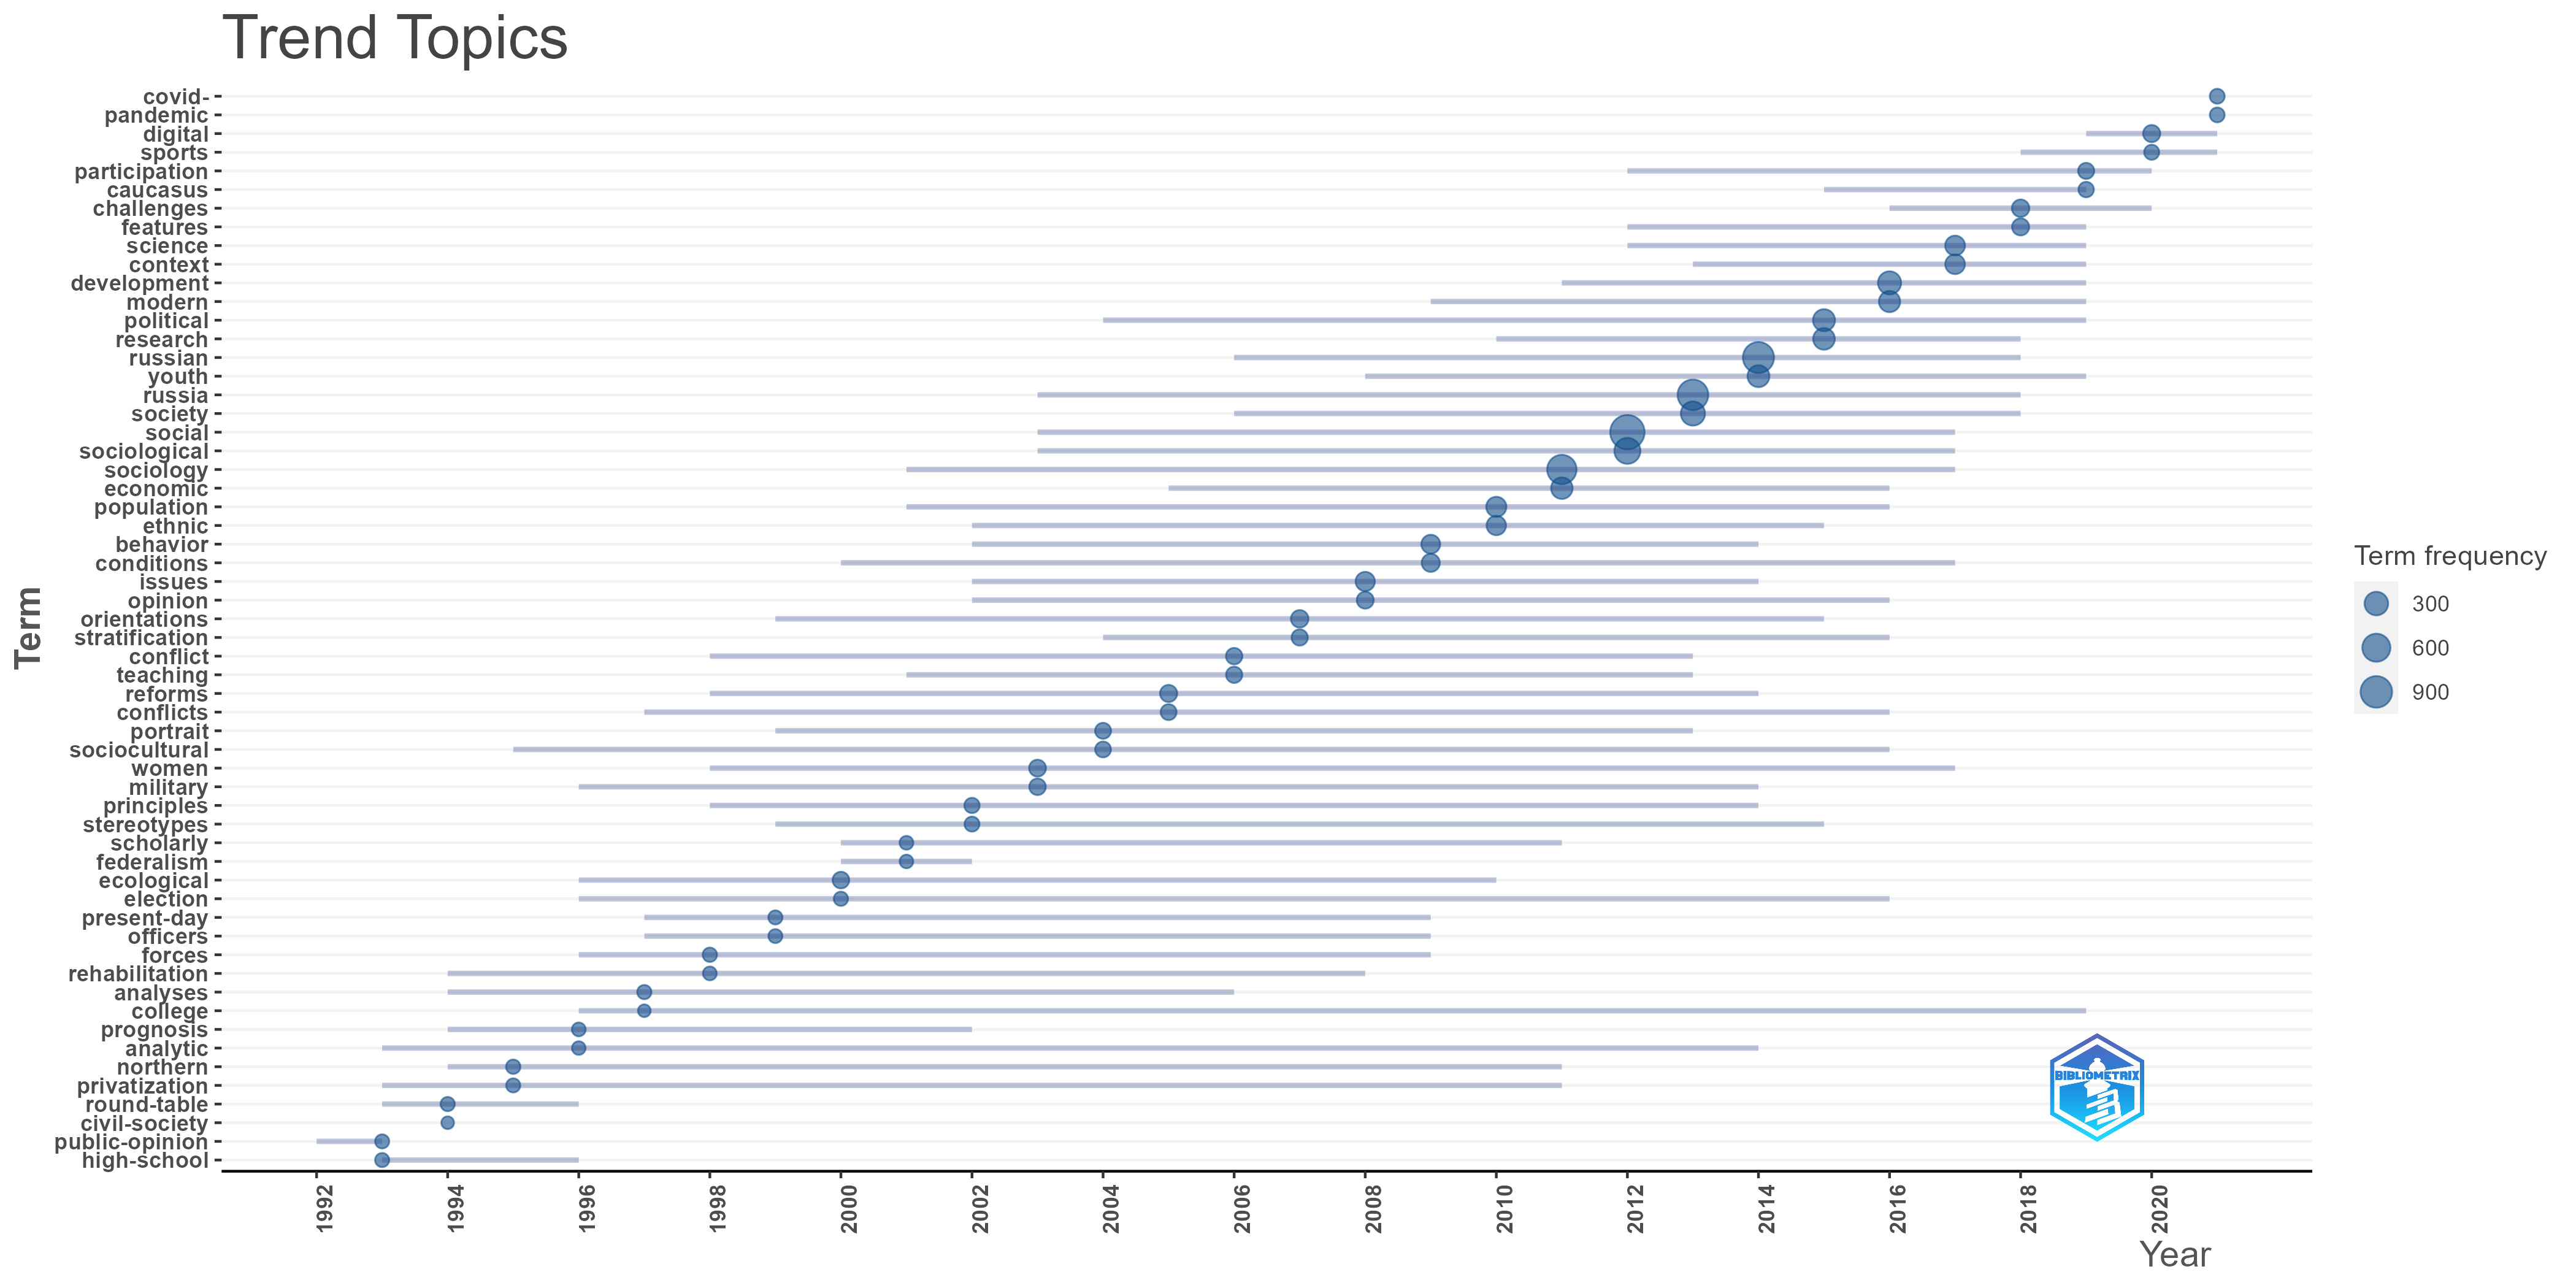 Trend Topics
covid-
pandemic
digital
sports
participation
caucasus
challenges
features
science
context
development
modern
political
research
russian
youth
russia
society
social
sociological
sociology
economic
population
ethnic
behavior
conditions
issues
opinion
orientations
stratification
conflict
teaching
reforms
conflicts
portrait
sociocultural
women
military
principles
stereotypes
scholarly
federalism
ecological
election
present-day
officers
forces
rehabilitation
analyses
college
prognosis
analytic
northern
privatization
round-table
civil-society
public-opinion
high-school
Term
1992
1994
1996
1998
2000
2002
2004
2006
2008
2010
2012
2014
2016
2018
2020
Year
Term frequency
300
600
900
BIBLIOMETRIX